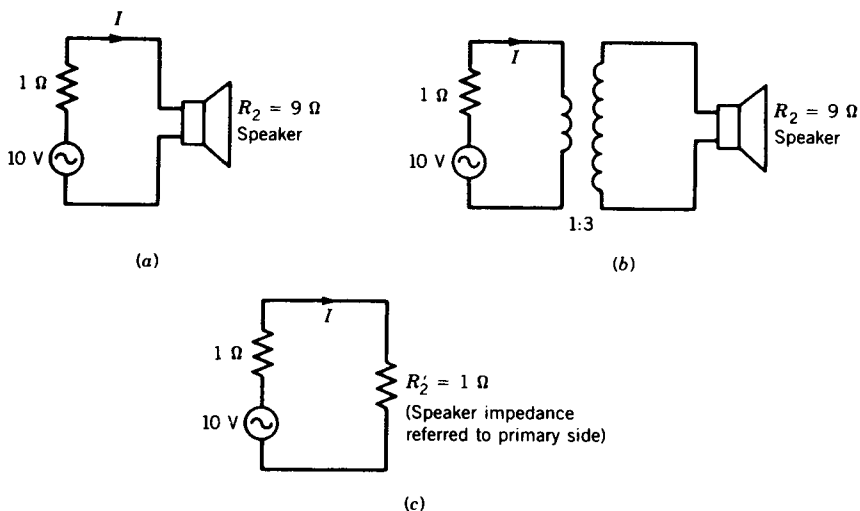 I
1 Ω
R₂ = 9 Ω
Speaker
10 V
(a)
I
1 Ω
R₂ = 9 Ω
Speaker
10 V
1:3
(b)
I
1 Ω
R₂′ = 1 Ω
(Speaker impedance
referred to primary side)
10 V
(c)